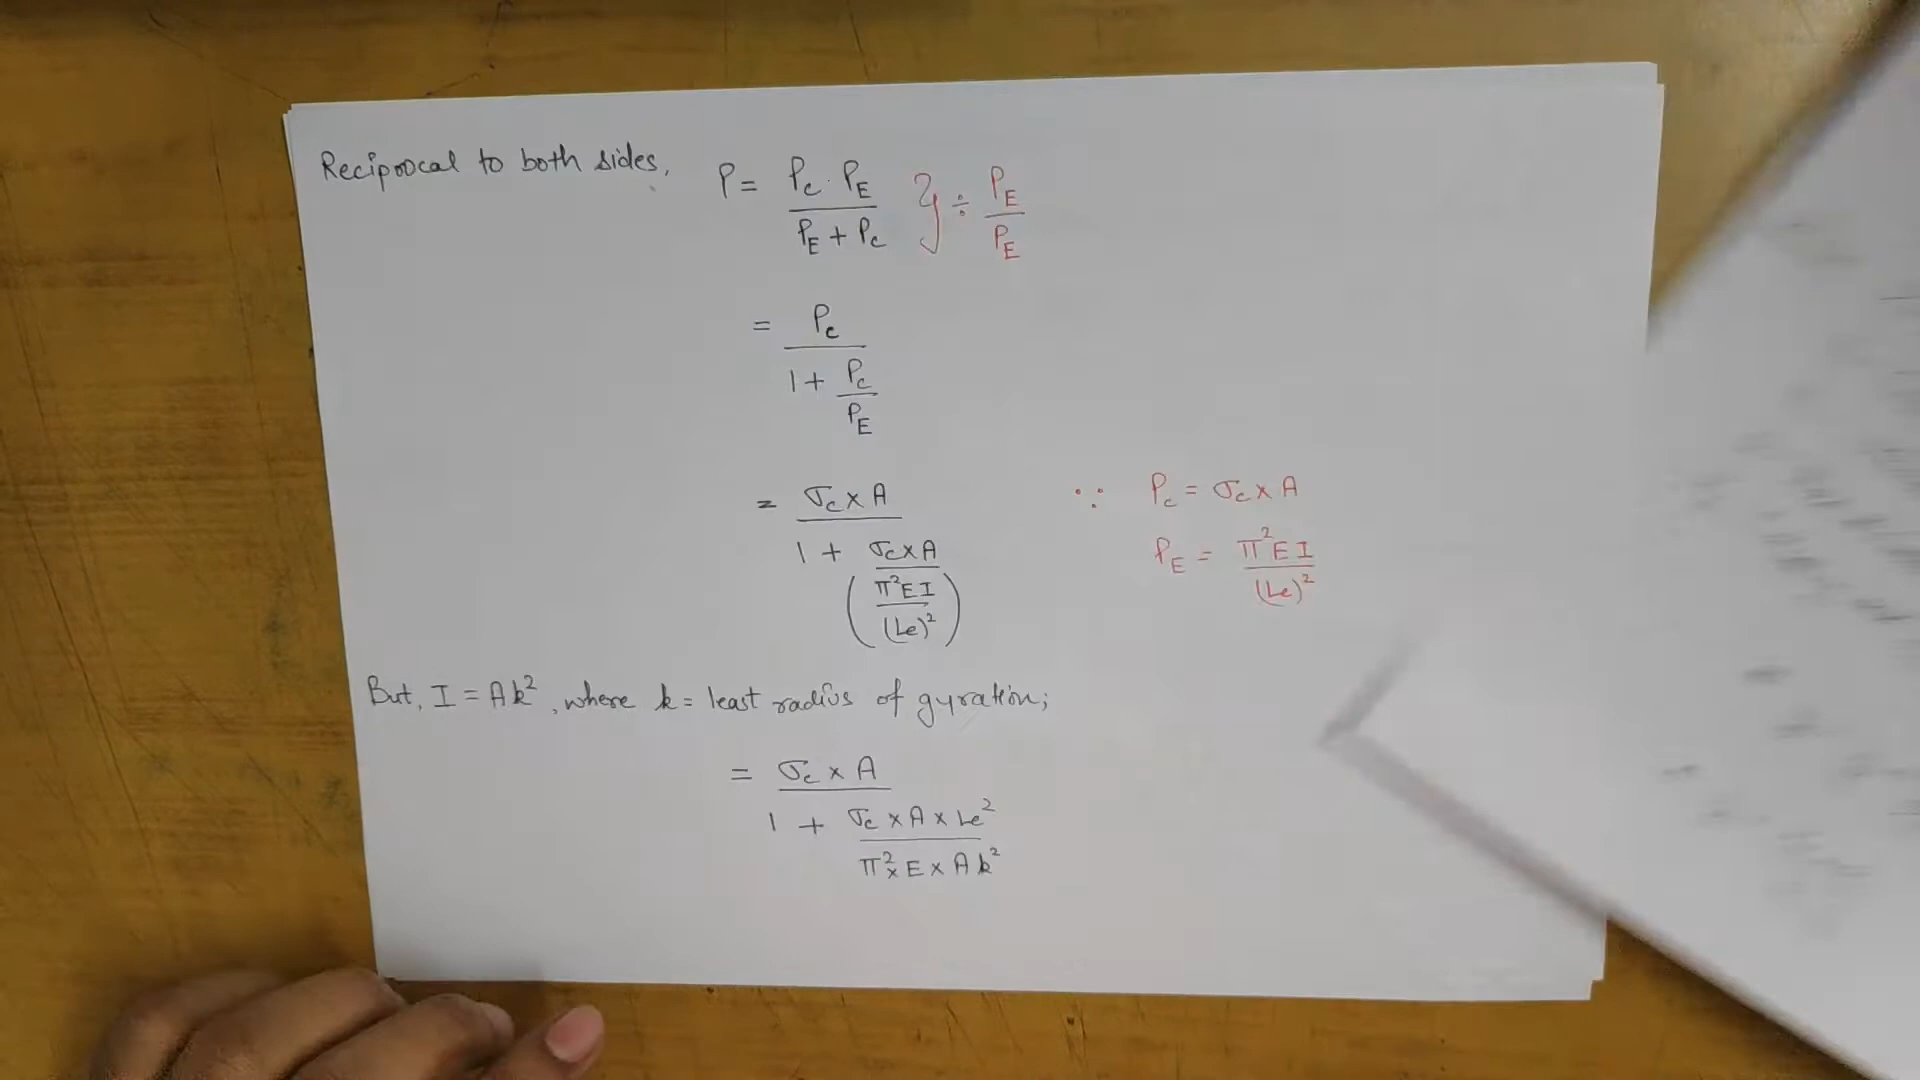 Reciprocal to both sides, P = Pc · PE / PE + Pc } ÷ PE / PE
= Pc / 1 + Pc / PE
= σc × A / 1 + σc × A / (π²EI / (Le)²)
∵ Pc = σc × A
PE = π²EI / (Le)²
But, I = Ak², where k = least radius of gyration;
= σc × A / 1 + σc × A × Le² / π² × E × Ak²